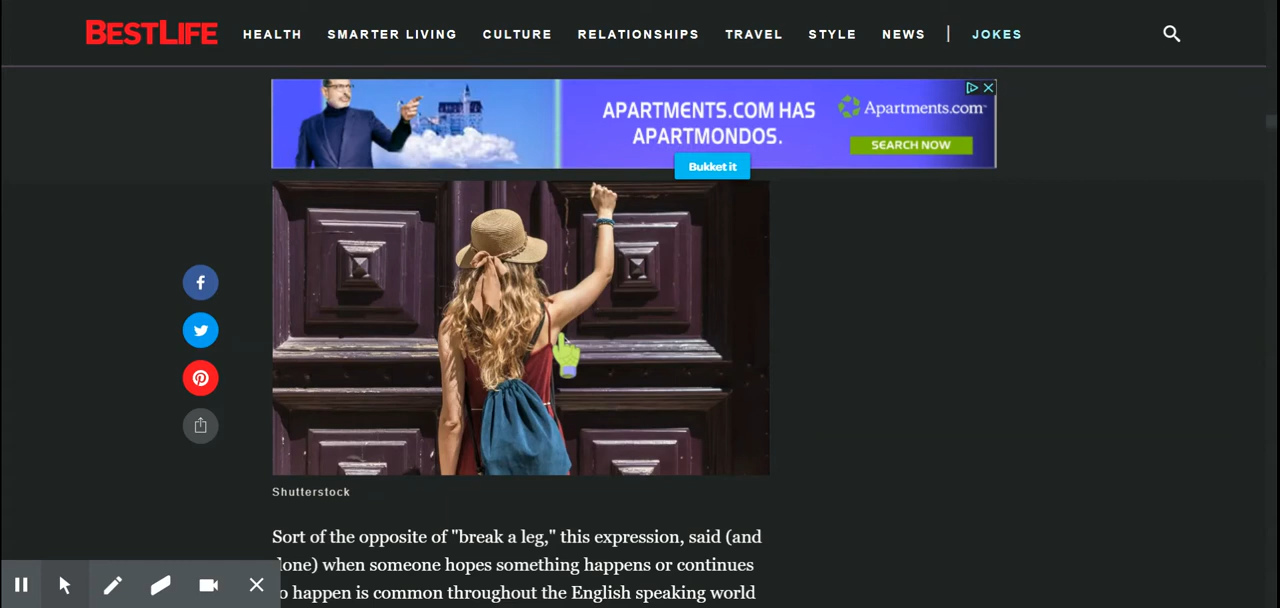 BESTLIFE
HEALTH SMARTER LIVING CULTURE RELATIONSHIPS TRAVEL STYLE NEWS | JOKES
APARTMENTS.COM HAS
APARTMONDOS.
Apartments.com
SEARCH NOW
Bukket it
Shutterstock
Sort of the opposite of "break a leg," this expression, said (and
done) when someone hopes something happens or continues
to happen is common throughout the English speaking world